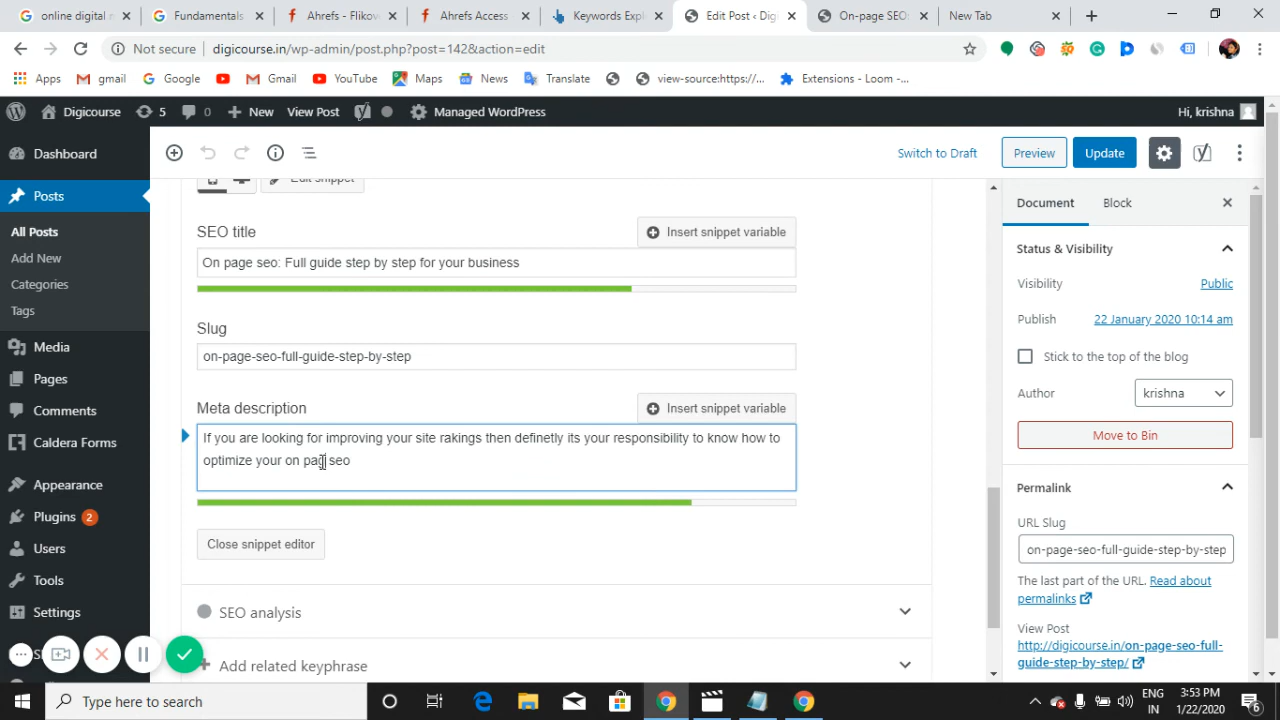 online digital m
Fundamentals
Ahrefs - Flikov
Ahrefs Access
Keywords Expl
Edit Post ‹ Digi
On-page SEO:
New Tab
Not secure
digicourse.in/wp-admin/post.php?post=142&action=edit
Apps
gmail
Google
Gmail
YouTube
Maps
News
Translate
view-source:https://...
Extensions - Loom -...
Digicourse
5
0
New
View Post
Managed WordPress
Hi, krishna
Dashboard
Posts
All Posts
Add New
Categories
Tags
Media
Pages
Comments
Caldera Forms
Appearance
Plugins 2
Users
Tools
Settings
Switch to Draft
Preview
Update
Edit snippet
SEO title
Insert snippet variable
On page seo: Full guide step by step for your business
Slug
on-page-seo-full-guide-step-by-step
Meta description
Insert snippet variable
If you are looking for improving your site rakings then definetly its your responsibility to know how to
optimize your on pag seo
Close snippet editor
SEO analysis
Add related keyphrase
Document
Block
Status & Visibility
Visibility
Public
Publish
22 January 2020 10:14 am
Stick to the top of the blog
Author
krishna
Move to Bin
Permalink
URL Slug
on-page-seo-full-guide-step-by-step
The last part of the URL. Read about
permalinks
View Post
http://digicourse.in/on-page-seo-full-
guide-step-by-step/
Type here to search
ENG
IN
3:53 PM
1/22/2020
6